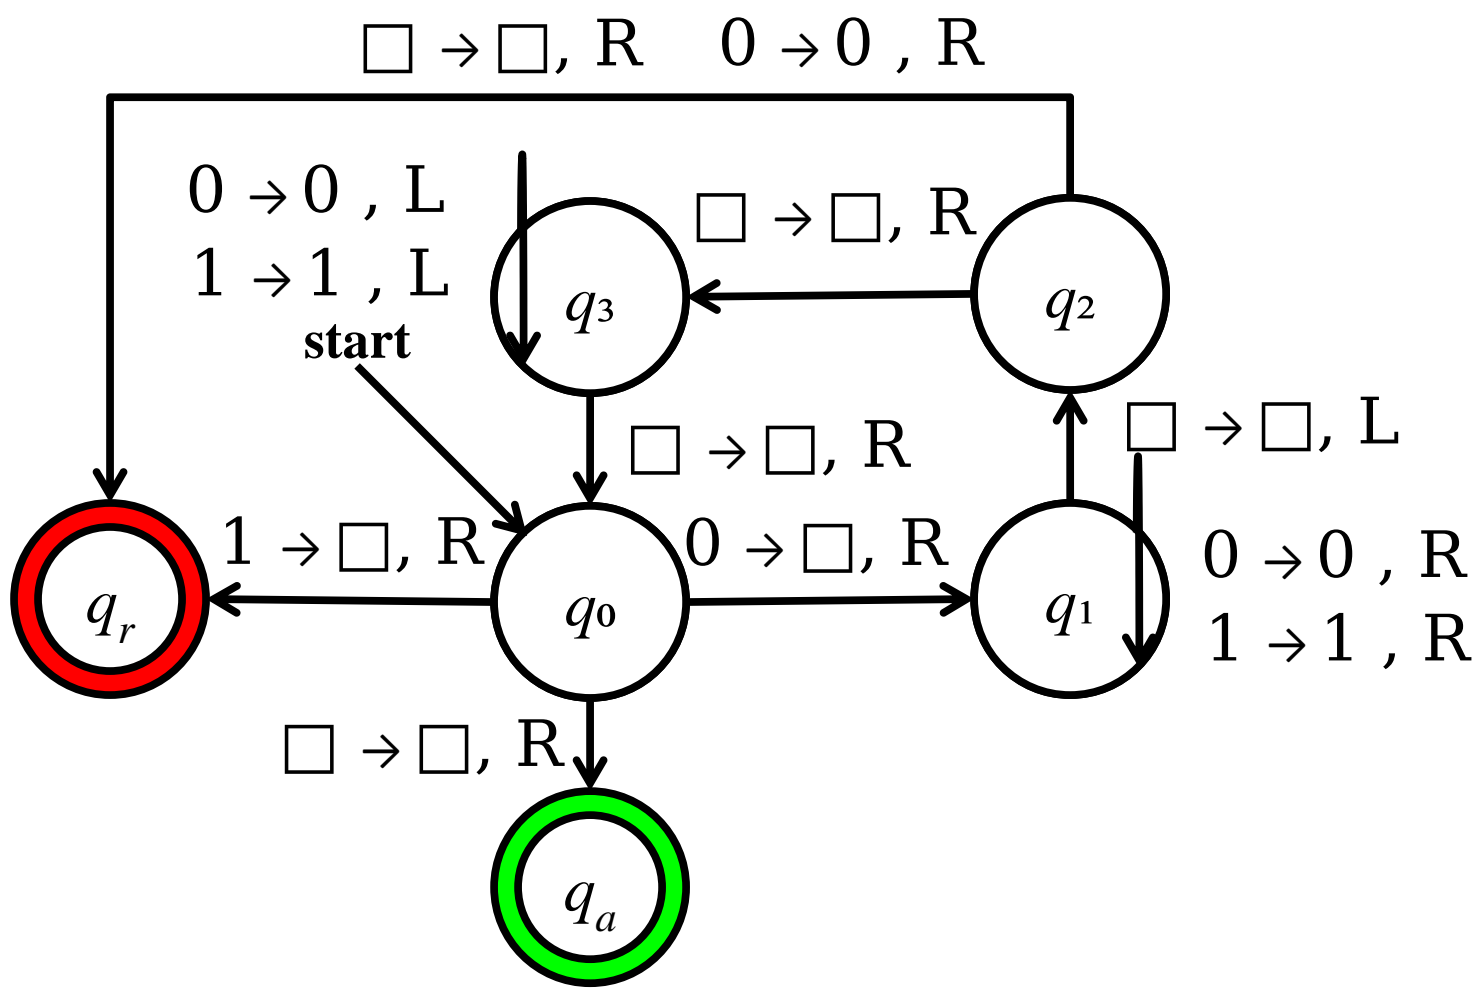 □ → □, R 0 → 0 , R
0 → 0 , L
1 → 1 , L
start
□ → □, R
q3
q2
□ → □, L
□ → □, R
1 → □, R
0 → □, R
0 → 0 , R
1 → 1 , R
qr
q0
q1
□ → □, R
qa